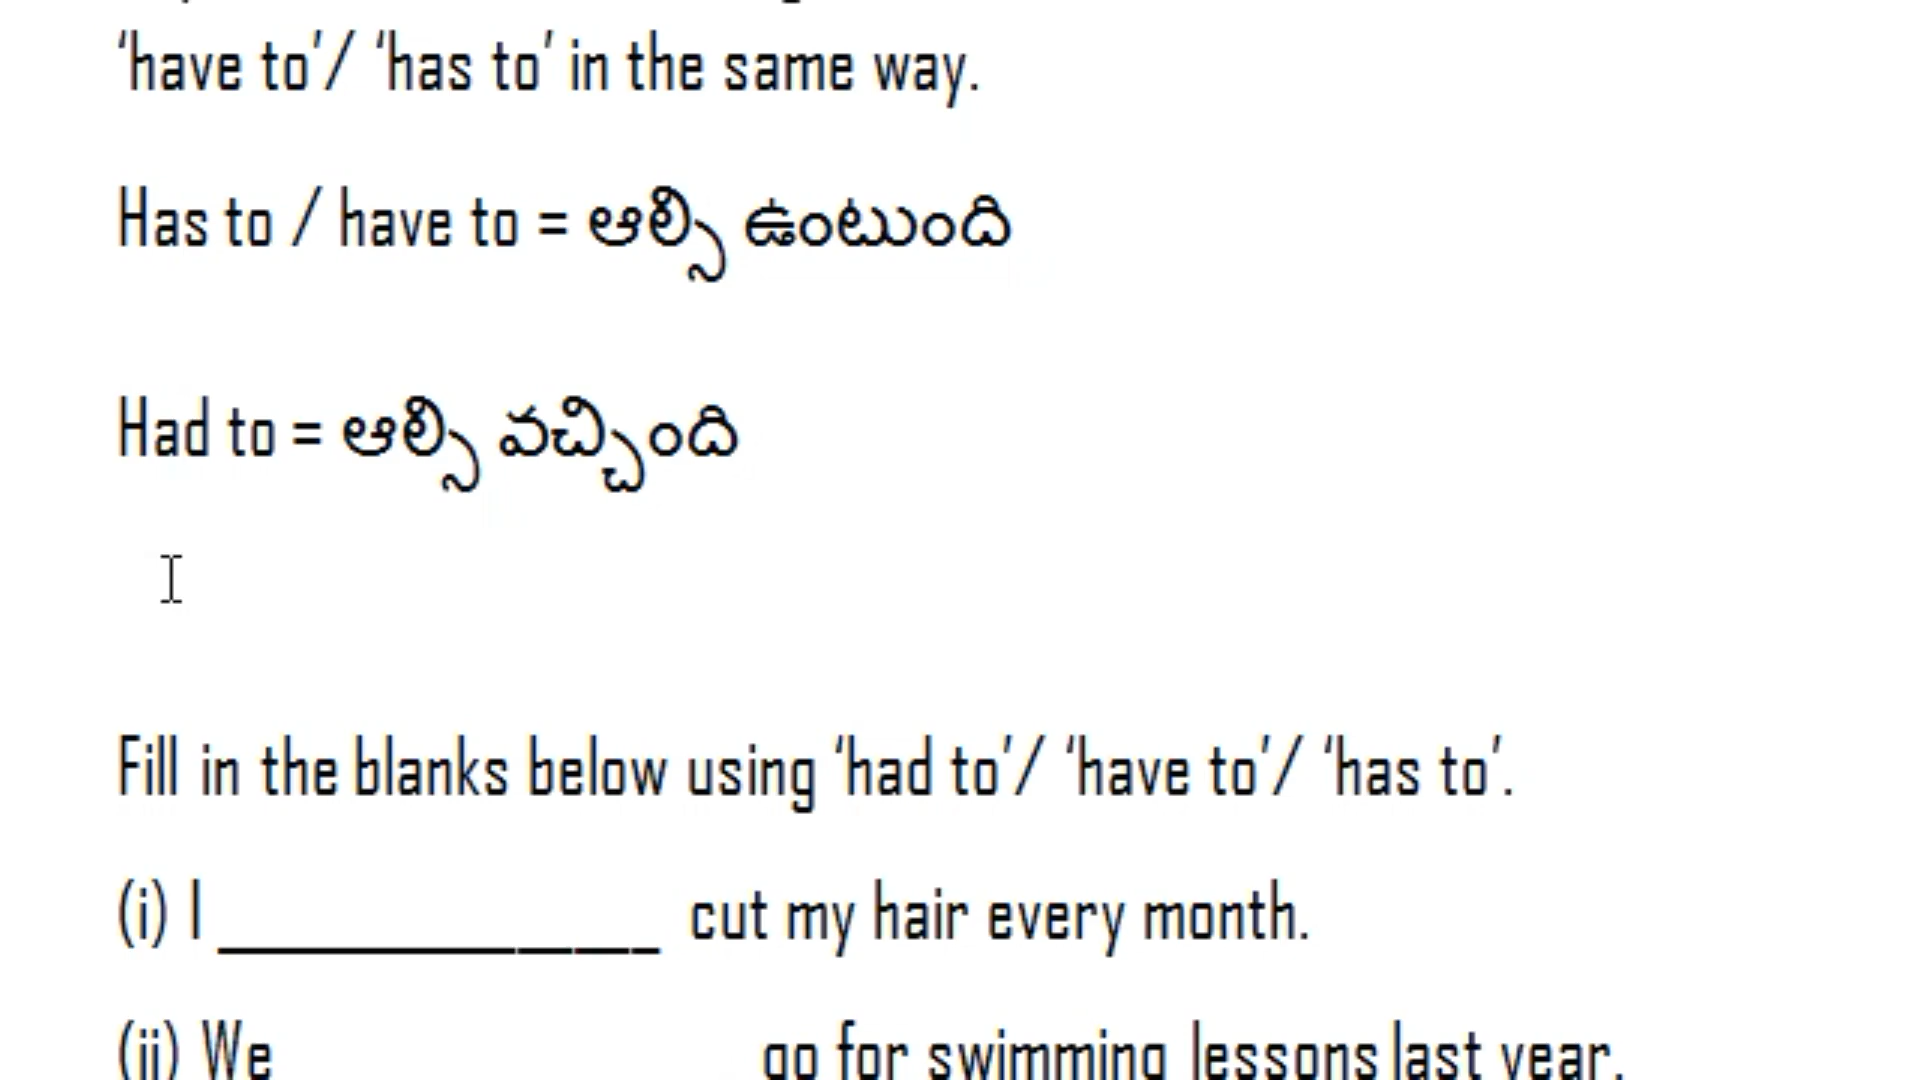 ‘have to’/ ‘has to’ in the same way.
Has to / have to = ఆల్సి ఉంటుంది
Had to = ఆల్సి వచ్చింది
Fill in the blanks below using ‘had to’/ ‘have to’/ ‘has to’.
(i) I ________________ cut my hair every month.
(ii) We go for swimming lessons last year.